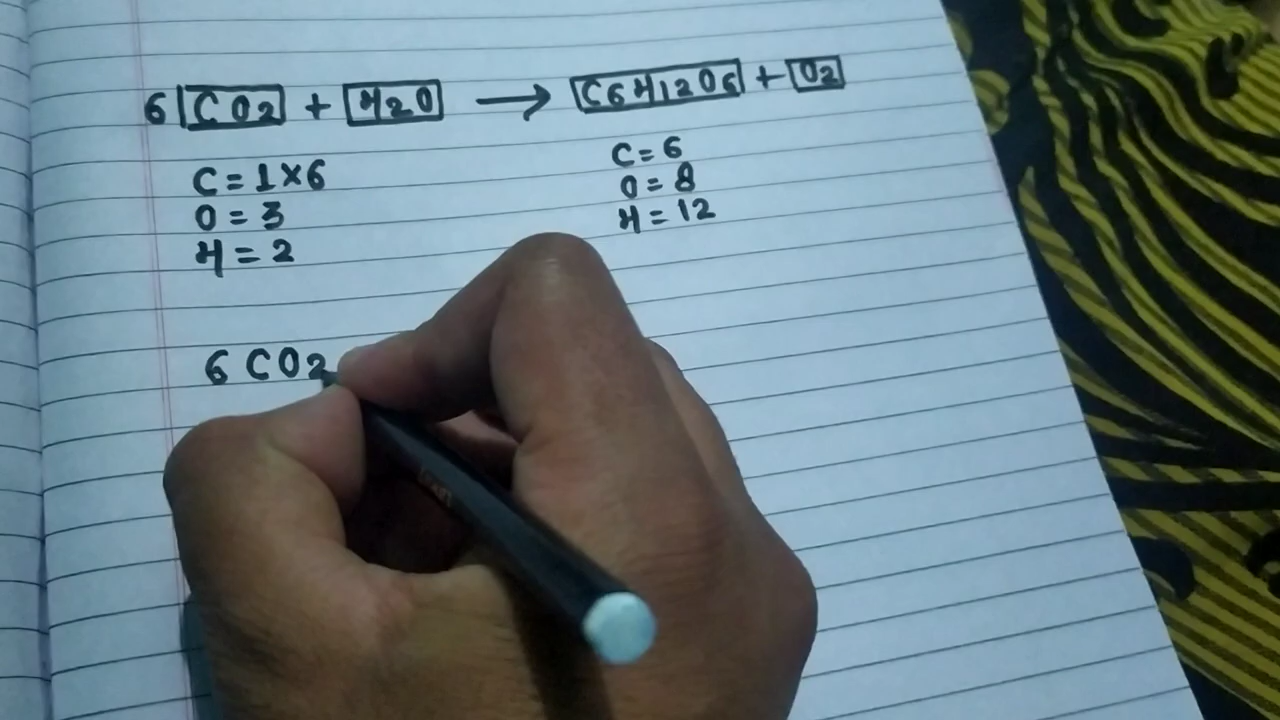 6 CO2 + H2O → C6H12O6 + O2
C = 1×6
O = 3
H = 2
C = 6
O = 8
H = 12
6 CO2